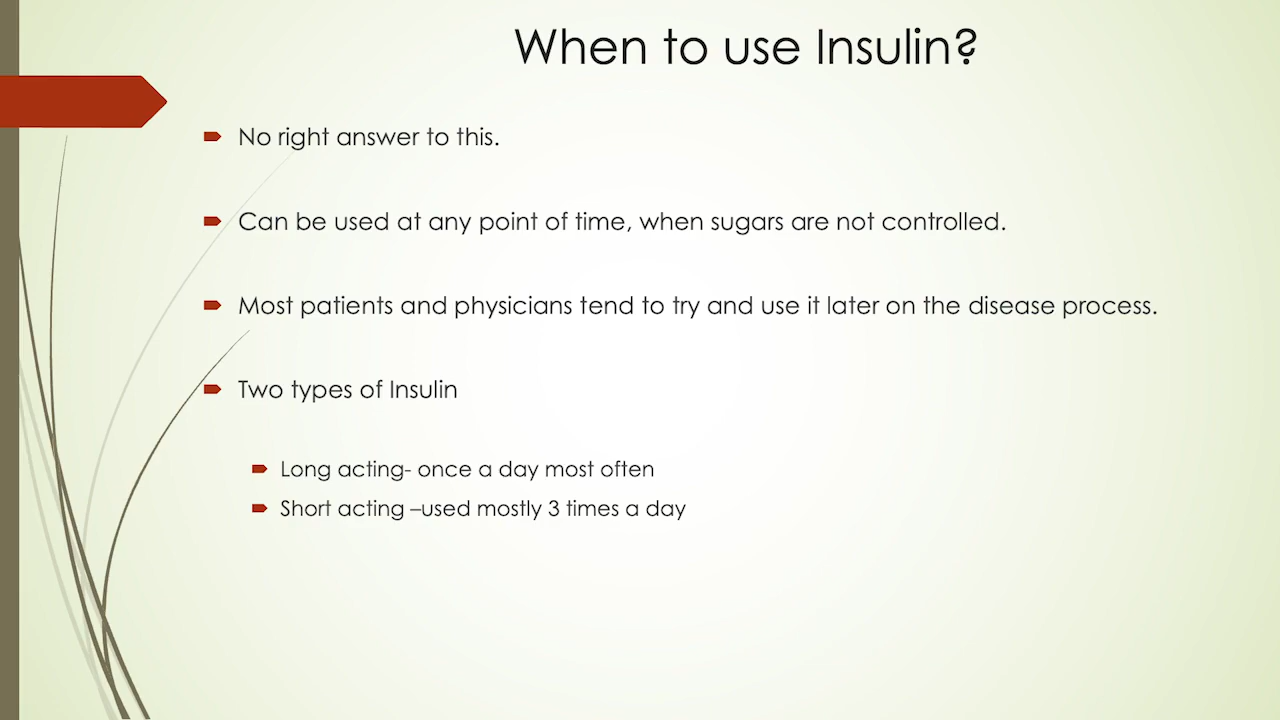 When to use Insulin?
No right answer to this.
Can be used at any point of time, when sugars are not controlled.
Most patients and physicians tend to try and use it later on the disease process.
Two types of Insulin
Long acting- once a day most often
Short acting –used mostly 3 times a day